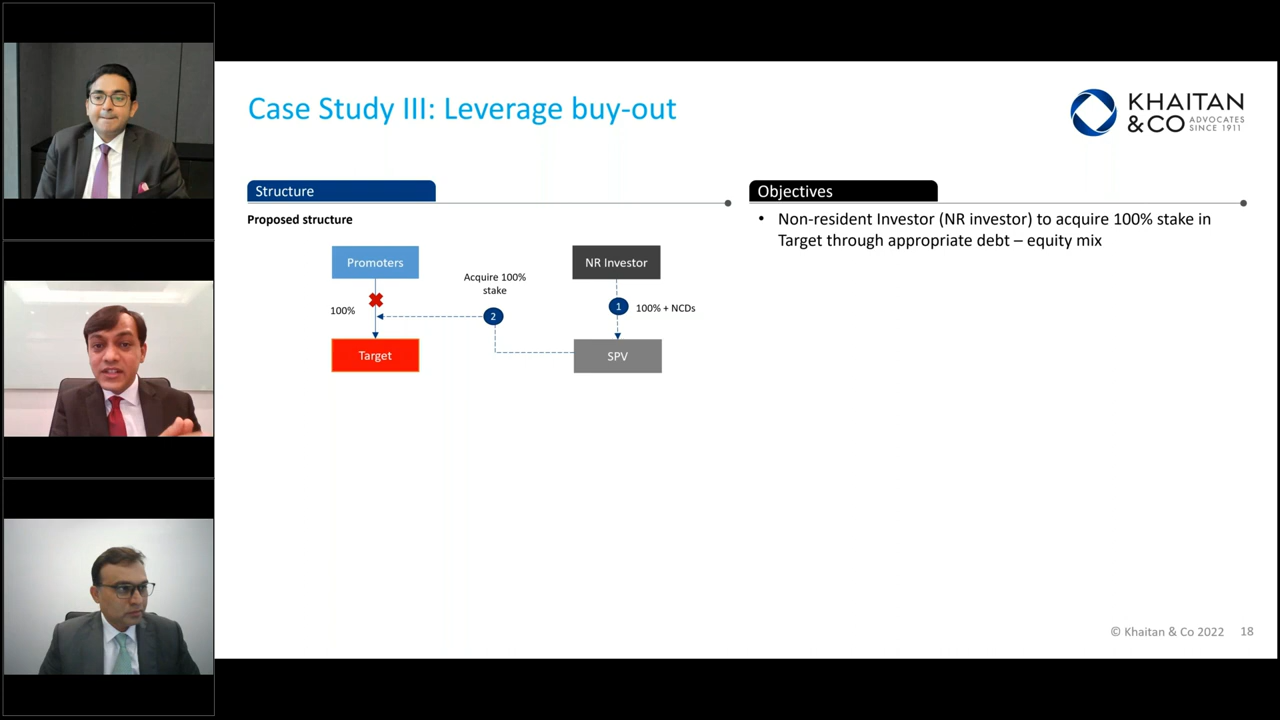 Case Study III: Leverage buy-out
KHAITAN
&CO ADVOCATES
SINCE 1911
Structure
Proposed structure
Promoters
NR Investor
Acquire 100%
stake
100%
1
100% + NCDs
2
Target
SPV
Objectives
• Non-resident Investor (NR investor) to acquire 100% stake in
Target through appropriate debt – equity mix
© Khaitan & Co 2022 18